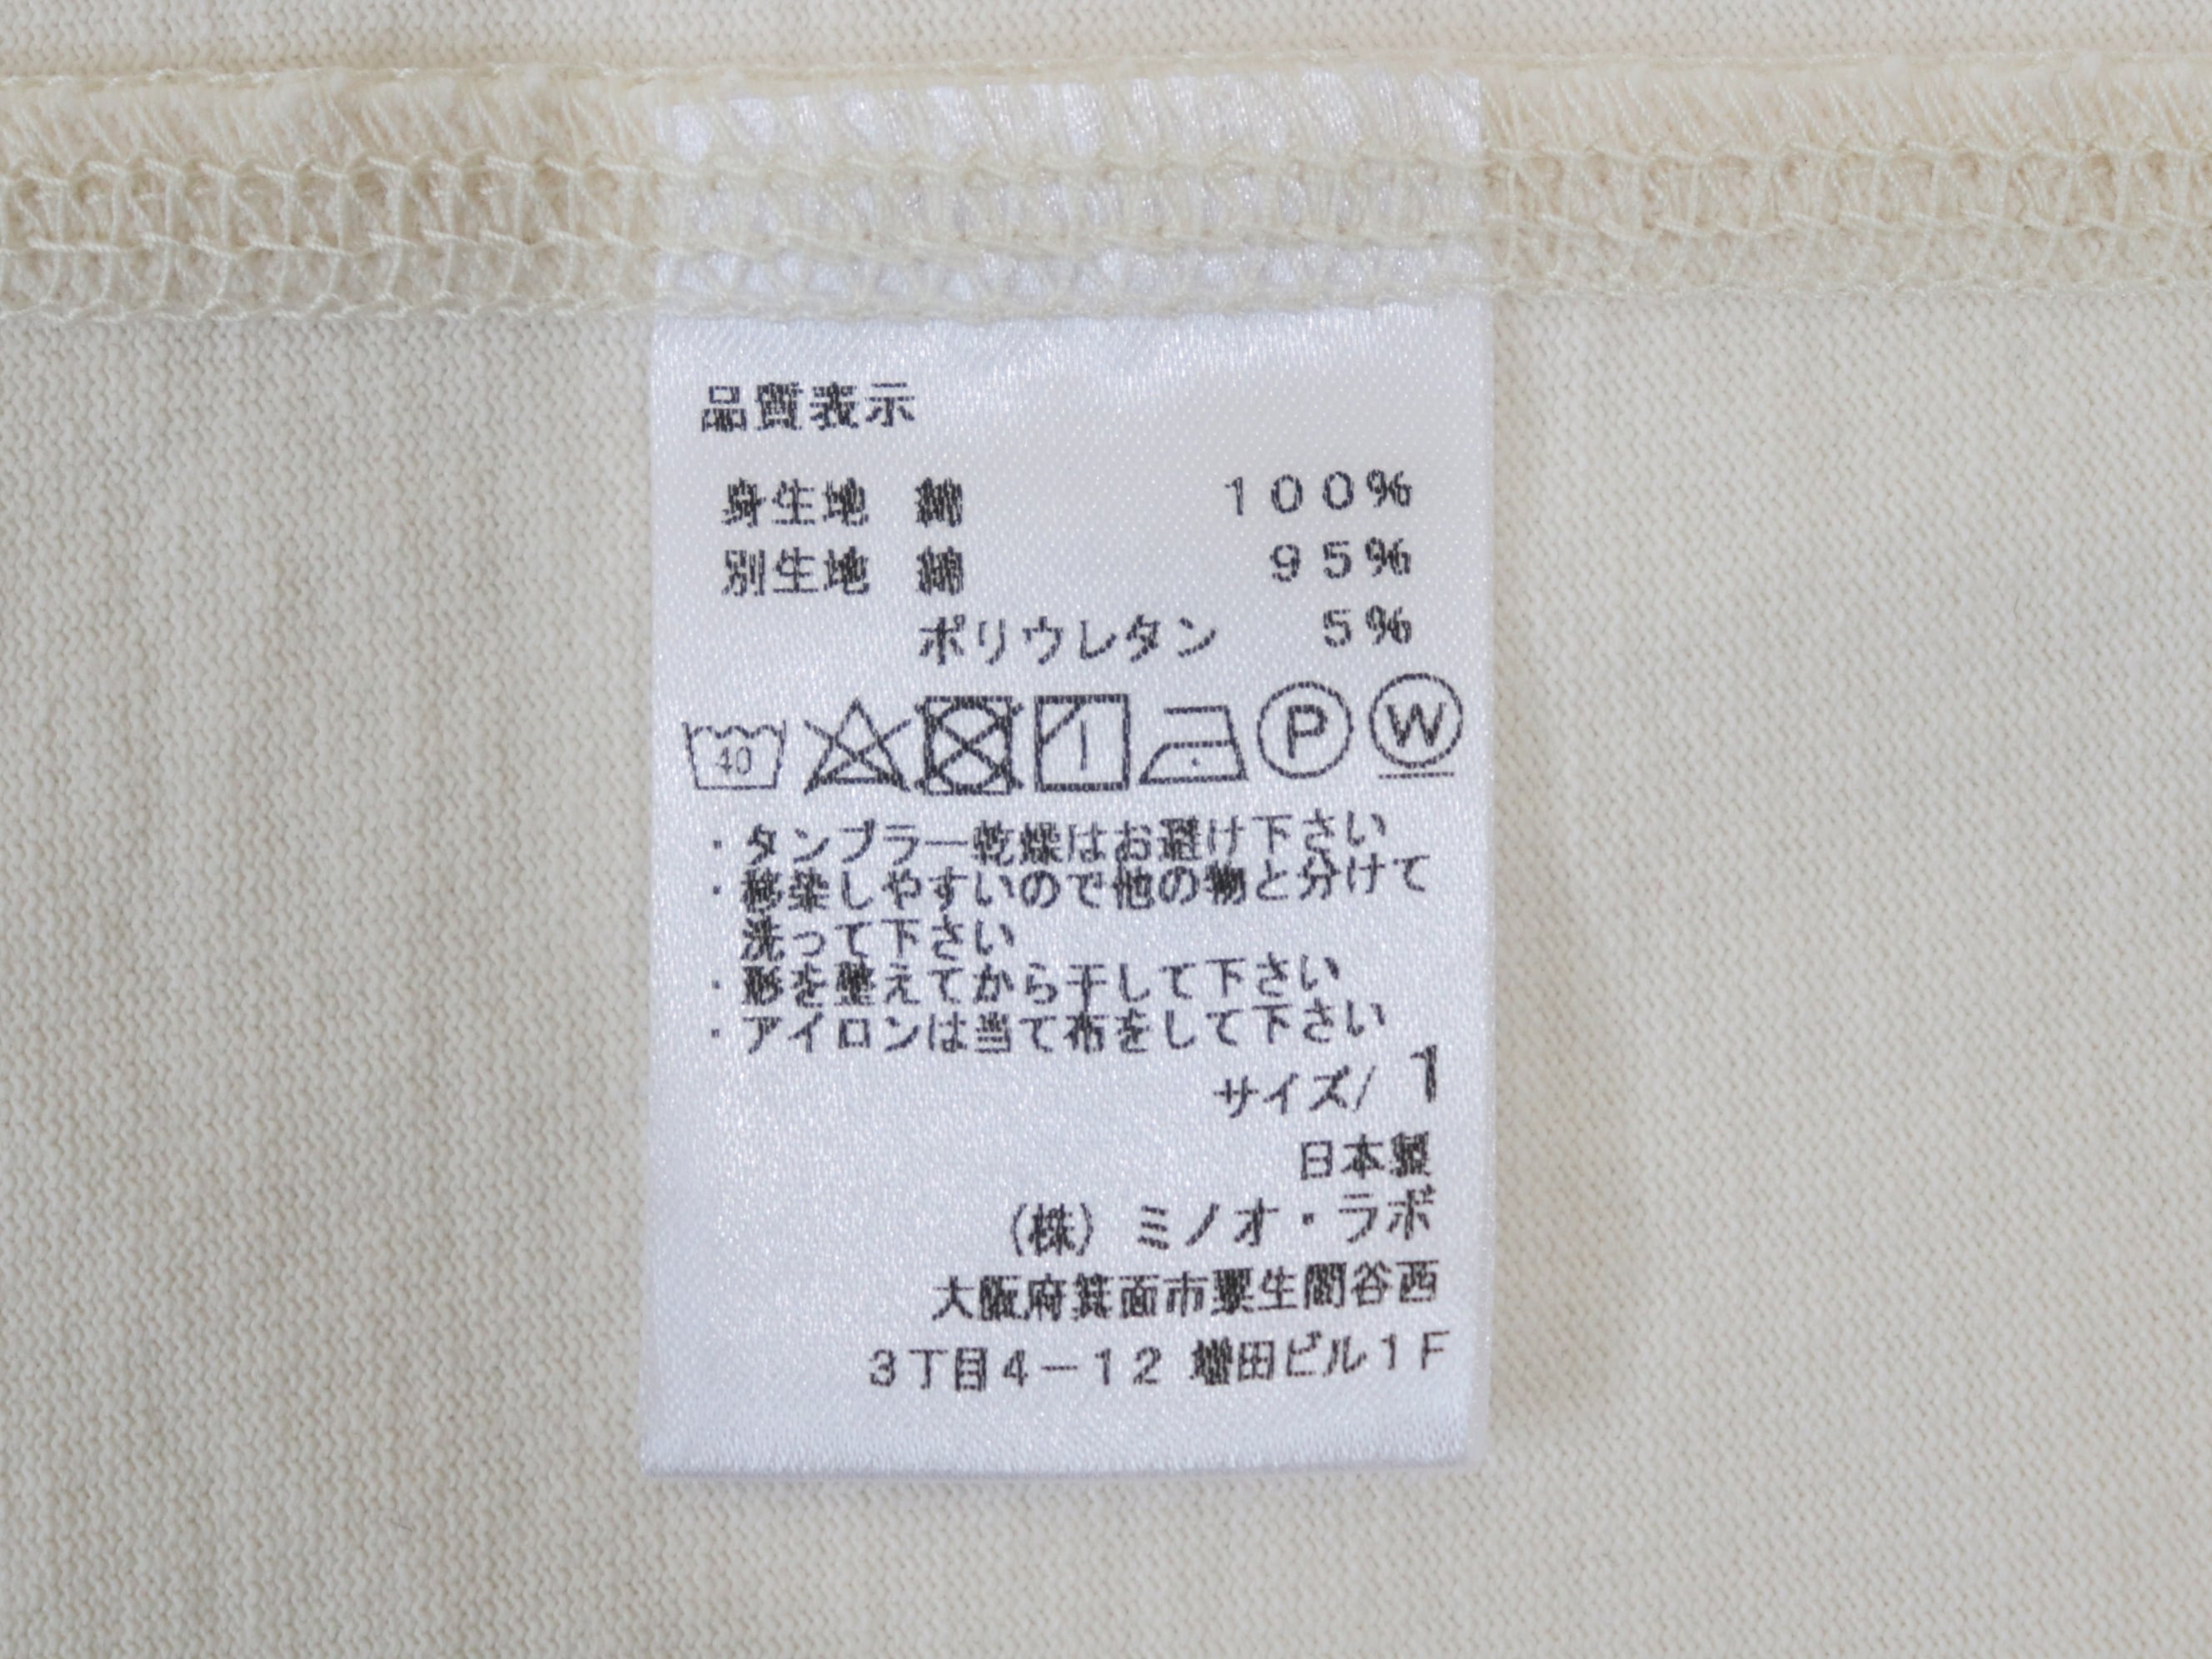 品質表示
身生地 綿 100%
別生地 綿 95%
ポリウレタン 5%
40 P W
・タンブラー乾燥はお避け下さい
・移染しやすいので他の物と分けて
洗って下さい
・形を整えてから干して下さい
・アイロンは当て布をして下さい
サイズ/ 1
日本製
(株) ミノオ・ラボ
大阪府箕面市粟生間谷西
3丁目4-12 増田ビル1F